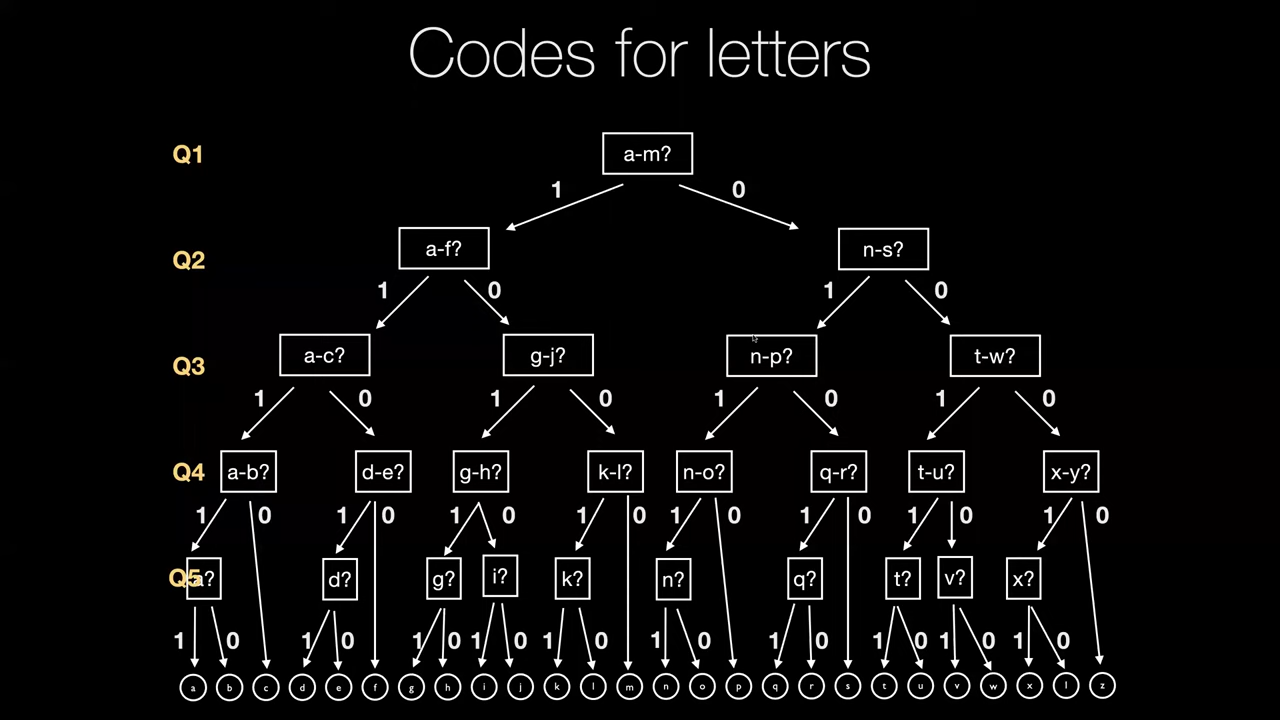 Codes for letters
Q1 a-m?
1 0
Q2 a-f? n-s?
1 0 1 0
Q3 a-c? g-j? n-p? t-w?
1 0 1 0 1 0 1 0
Q4 a-b? d-e? g-h? k-l? n-o? q-r? t-u? x-y?
1 0 1 0 1 0 1 0 1 0 1 0 1 0 1 0
Q5 a? d? g? i? k? n? q? t? v? x?
1 0 1 0 1 0 1 0 1 0 1 0 1 0 1 0 1 0 1 0
a b c d e f g h i j k l m n o p q r s t u v w x l z